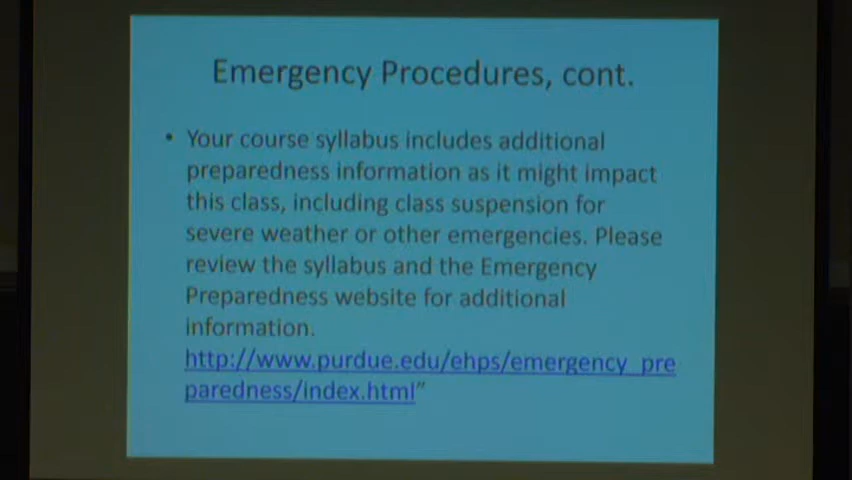 Emergency Procedures, cont.
• Your course syllabus includes additional
preparedness information as it might impact
this class, including class suspension for
severe weather or other emergencies. Please
review the syllabus and the Emergency
Preparedness website for additional
information.
http://www.purdue.edu/ehps/emergency_pre
paredness/index.html”